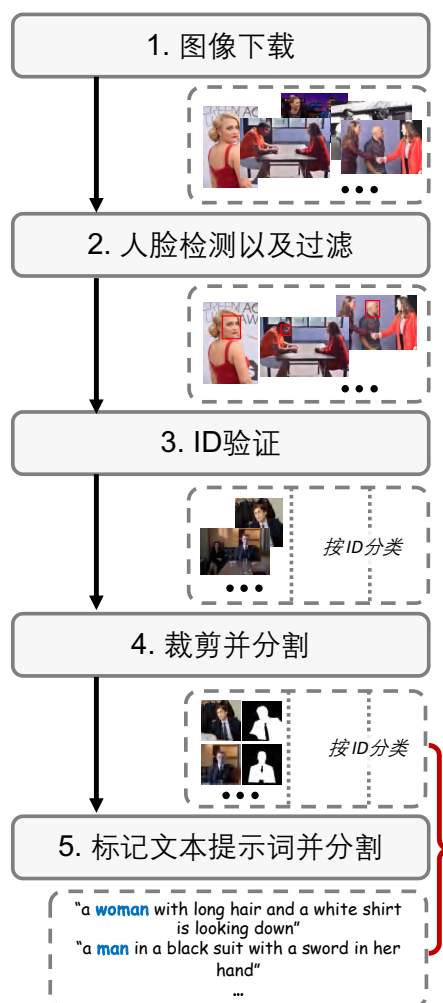 1. 图像下载
2. 人脸检测以及过滤
3. ID验证
按ID分类
4. 裁剪并分割
按ID分类
5. 标记文本提示词并分割
“a woman with long hair and a white shirt
is looking down”
“a man in a black suit with a sword in her
hand”
...